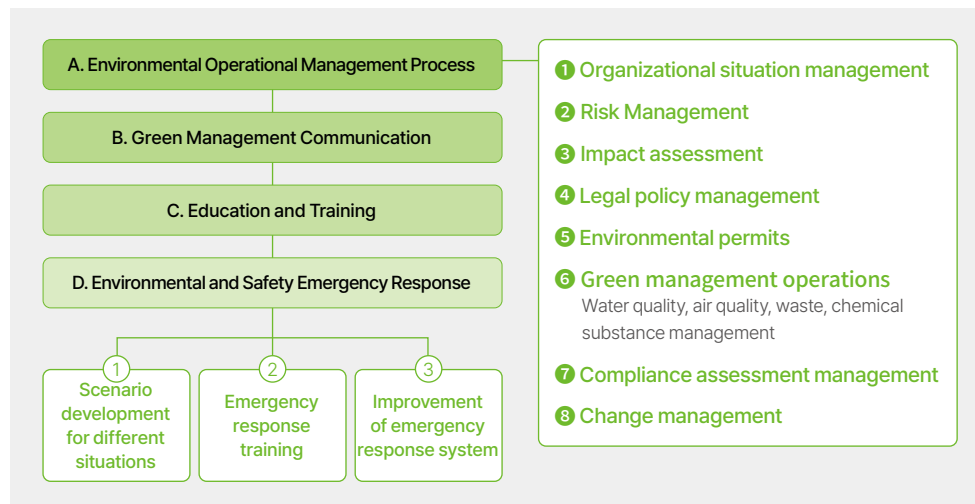 A. Environmental Operational Management Process
B. Green Management Communication
C. Education and Training
D. Environmental and Safety Emergency Response
1
Scenario
development
for different
situations
2
Emergency
response
training
3
Improvement
of emergency
response system
1 Organizational situation management
2 Risk Management
3 Impact assessment
4 Legal policy management
5 Environmental permits
6 Green management operations
Water quality, air quality, waste, chemical
substance management
7 Compliance assessment management
8 Change management